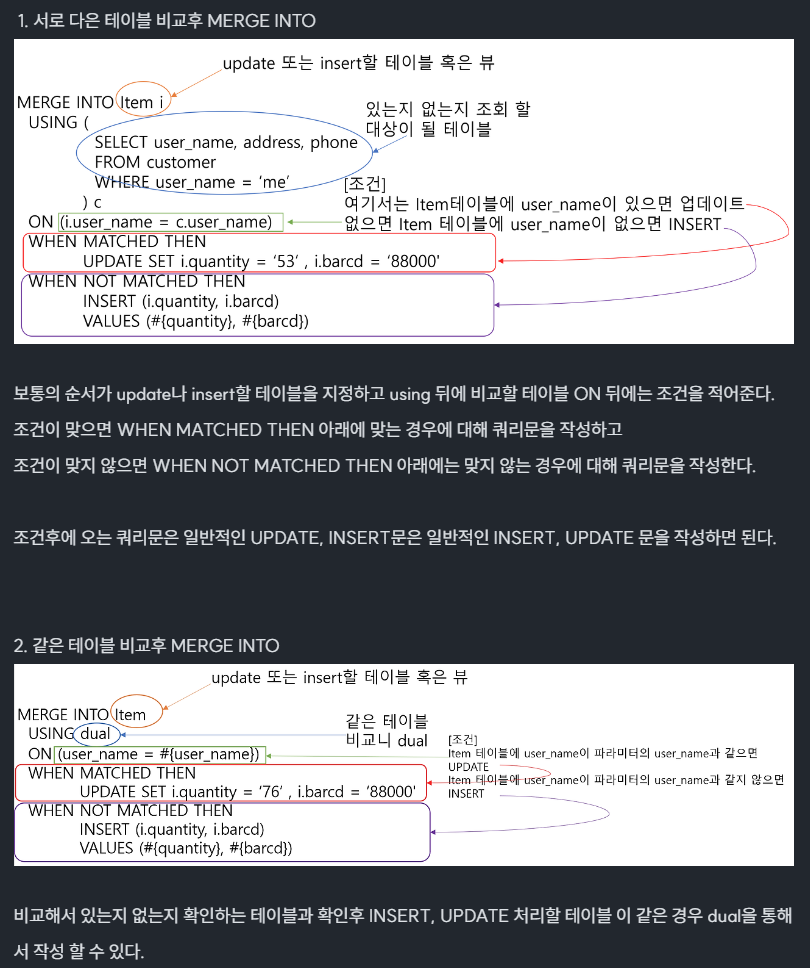 1. 서로 다은 테이블 비교후 MERGE INTO
update 또는 insert할 테이블 혹은 뷰
MERGE INTO Item i
USING (
있는지 없는지 조회 할
대상이 될 테이블
SELECT user_name, address, phone
FROM customer
WHERE user_name = ‘me’
) c
[조건]
여기서는 Item테이블에 user_name이 있으면 업데이트
없으면 Item 테이블에 user_name이 없으면 INSERT
ON (i.user_name = c.user_name)
WHEN MATCHED THEN
UPDATE SET i.quantity = ‘53’ , i.barcd = ‘88000'
WHEN NOT MATCHED THEN
INSERT (i.quantity, i.barcd)
VALUES (#{quantity}, #{barcd})
보통의 순서가 update나 insert할 테이블을 지정하고 using 뒤에 비교할 테이블 ON 뒤에는 조건을 적어준다.
조건이 맞으면 WHEN MATCHED THEN 아래에 맞는 경우에 대해 쿼리문을 작성하고
조건이 맞지 않으면 WHEN NOT MATCHED THEN 아래에는 맞지 않는 경우에 대해 쿼리문을 작성한다.
조건후에 오는 쿼리문은 일반적인 UPDATE, INSERT문은 일반적인 INSERT, UPDATE 문을 작성하면 된다.
2. 같은 테이블 비교후 MERGE INTO
update 또는 insert할 테이블 혹은 뷰
MERGE INTO Item
USING dual
같은 테이블
비교니 dual
ON (user_name = #{user_name})
[조건]
Item 테이블에 user_name이 파라미터의 user_name과 같으면
UPDATE
Item 테이블에 user_name이 파라미터의 user_name과 같지 않으면
INSERT
WHEN MATCHED THEN
UPDATE SET i.quantity = ‘76’ , i.barcd = ‘88000'
WHEN NOT MATCHED THEN
INSERT (i.quantity, i.barcd)
VALUES (#{quantity}, #{barcd})
비교해서 있는지 없는지 확인하는 테이블과 확인후 INSERT, UPDATE 처리할 테이블 이 같은 경우 dual을 통해
서 작성 할 수 있다.